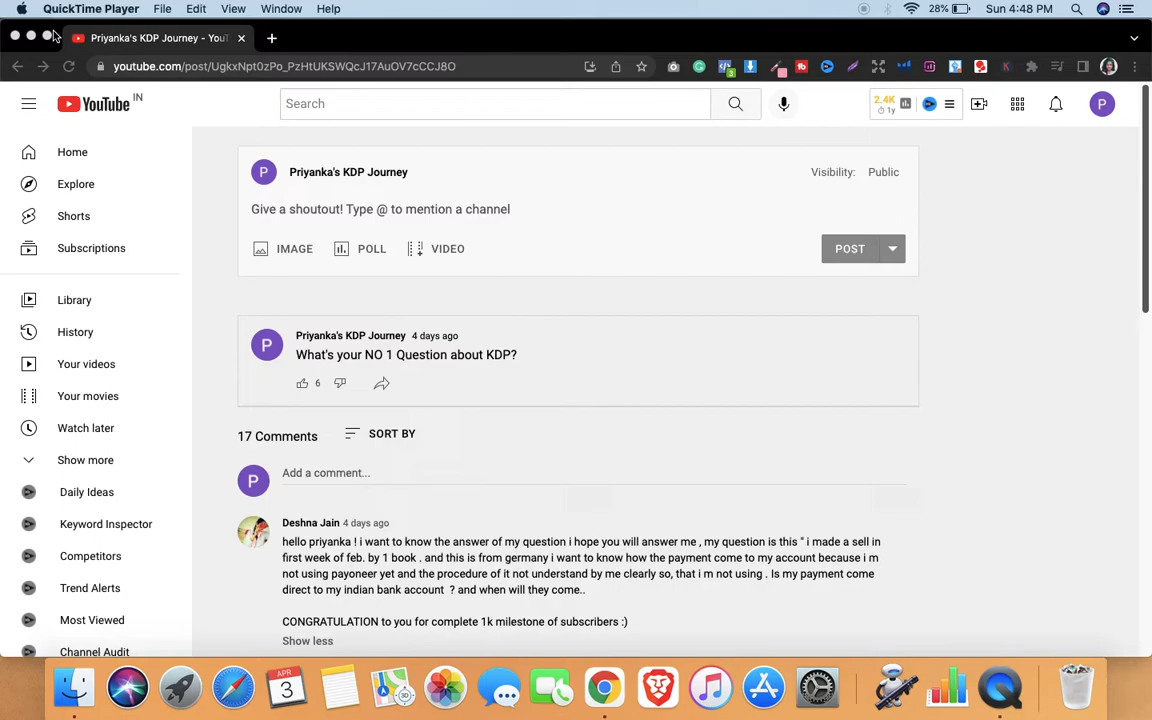 QuickTime Player File Edit View Window Help 28% Sun 4:48 PM
Priyanka's KDP Journey - YouT
youtube.com/post/UgkxNpt0zPo_PzHtUKSWQcJ17AuOV7cCCJ8O
YouTube IN Search 2.4K 1y P
Home
Explore
Shorts
Subscriptions
Library
History
Your videos
Your movies
Watch later
Show more
Daily Ideas
Keyword Inspector
Competitors
Trend Alerts
Most Viewed
Channel Audit
P Priyanka's KDP Journey Visibility: Public
Give a shoutout! Type @ to mention a channel
IMAGE POLL VIDEO POST
P Priyanka's KDP Journey 4 days ago
What's your NO 1 Question about KDP?
6
17 Comments SORT BY
P Add a comment...
Deshna Jain 4 days ago
hello priyanka ! i want to know the answer of my question i hope you will answer me , my question is this " i made a sell in
first week of feb. by 1 book . and this is from germany i want to know how the payment come to my account because i m
not using payoneer yet and the procedure of it not understand by me clearly so, that i m not using . Is my payment come
direct to my indian bank account ? and when will they come..
CONGRATULATION to you for complete 1k milestone of subscribers :)
Show less
APR
3
3D